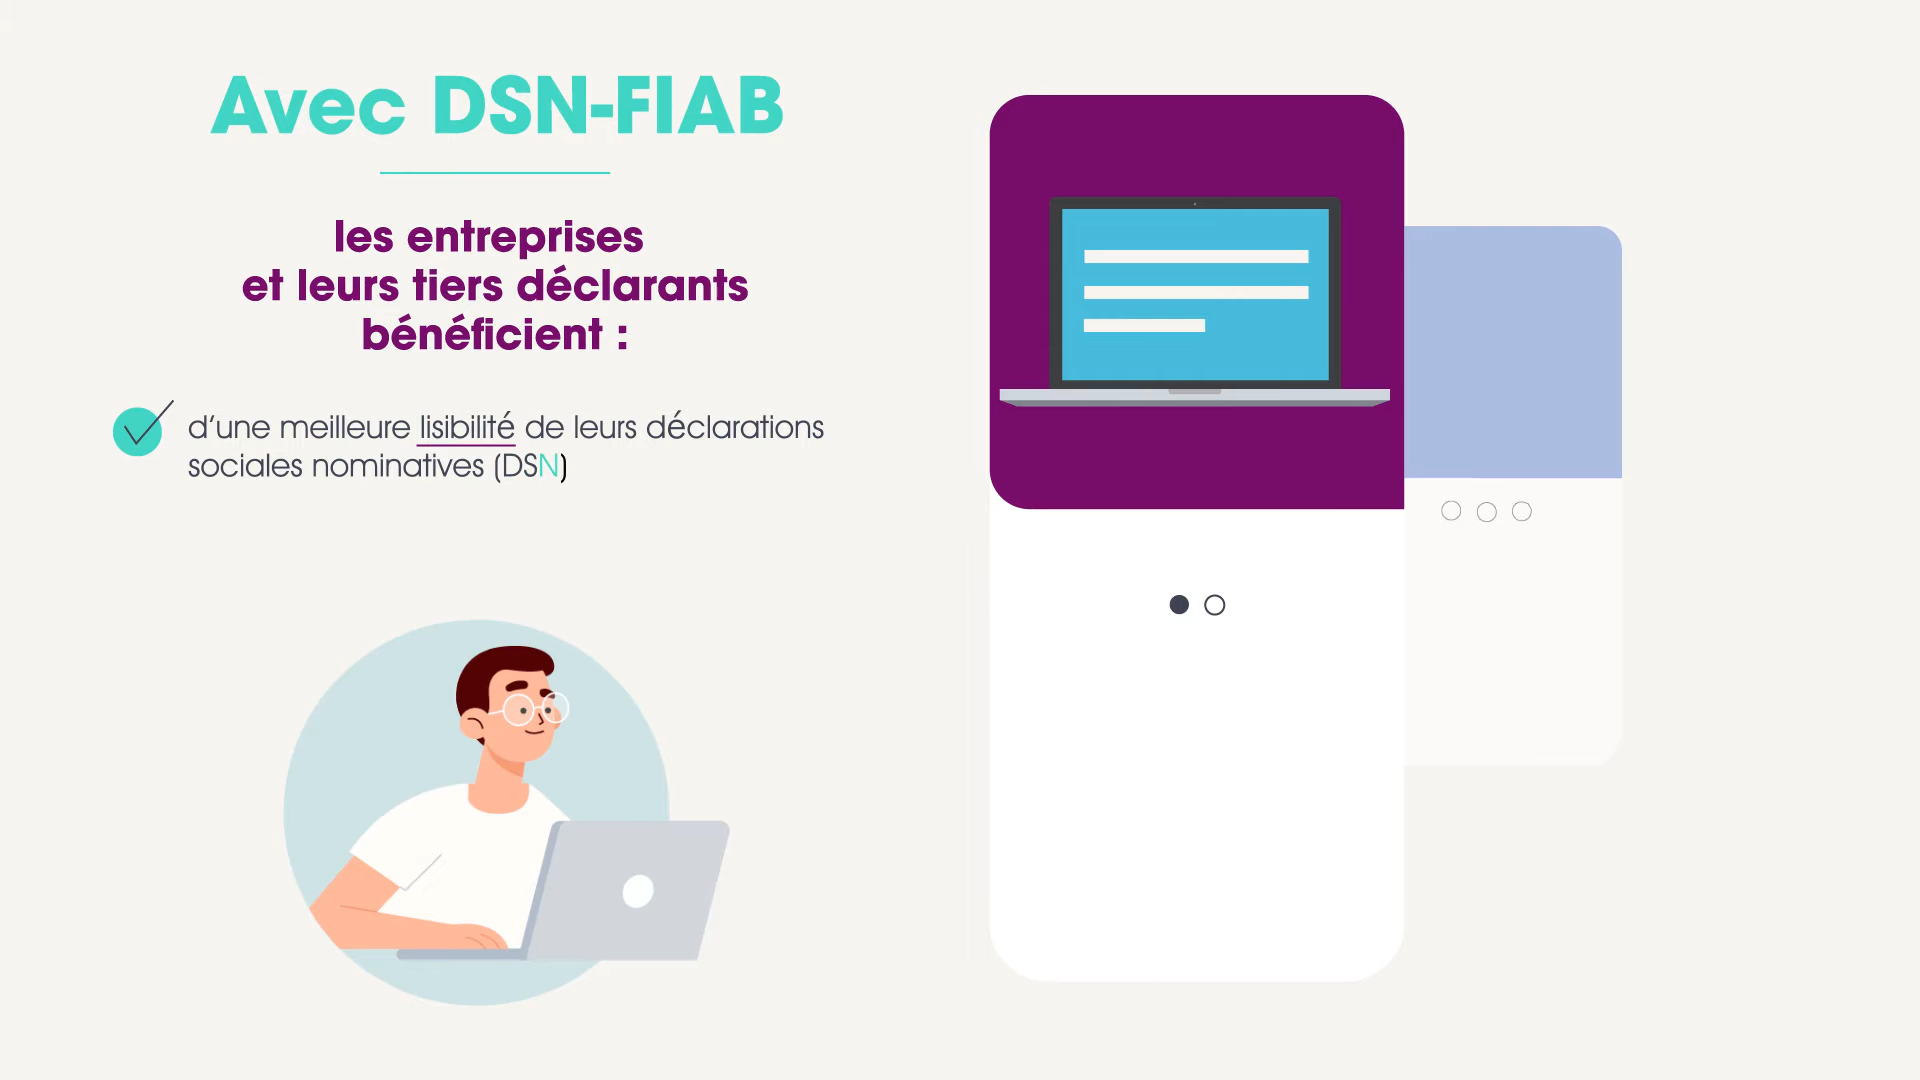 Avec DSN-FIAB
les entreprises
et leurs tiers déclarants
bénéficient :
d’une meilleure lisibilité de leurs déclarations
sociales nominatives (DSN)